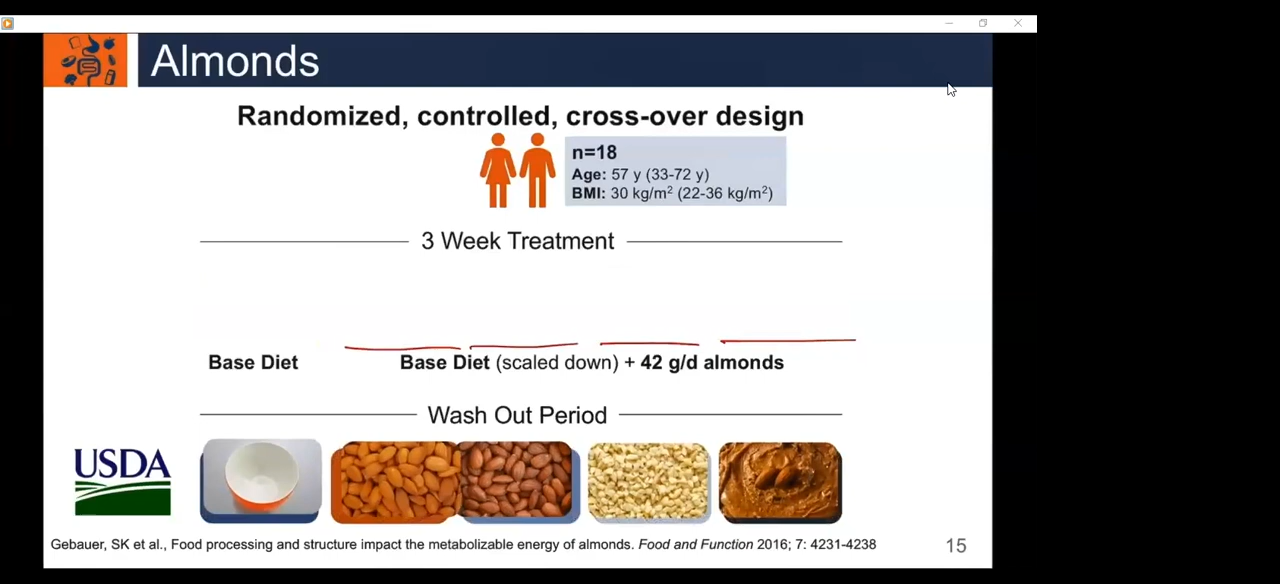 Almonds
Randomized, controlled, cross-over design
n=18
Age: 57 y (33-72 y)
BMI: 30 kg/m² (22-36 kg/m²)
3 Week Treatment
Base Diet
Base Diet (scaled down) + 42 g/d almonds
Wash Out Period
USDA
Gebauer, SK et al., Food processing and structure impact the metabolizable energy of almonds. Food and Function 2016; 7: 4231-4238
15